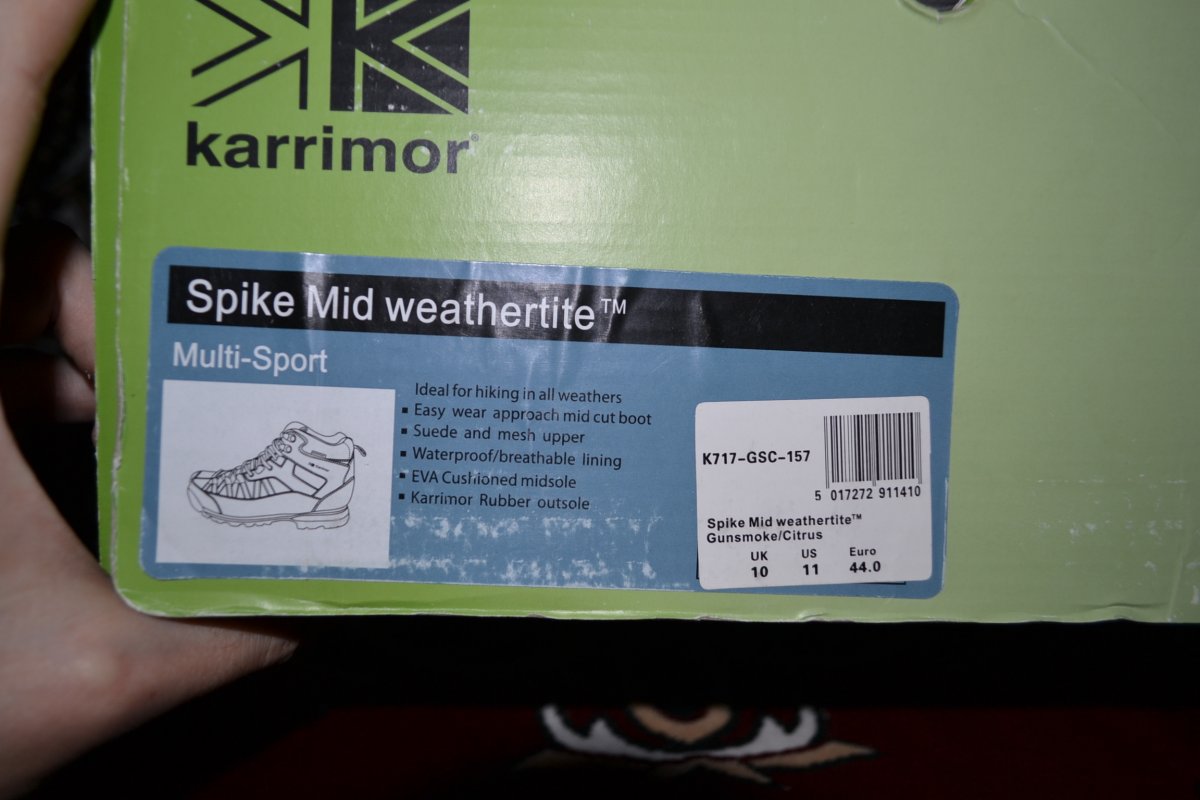 karrimor®
Spike Mid weathertite™
Multi-Sport
Ideal for hiking in all weathers
▪ Easy wear approach mid cut boot
▪ Suede and mesh upper
▪ Waterproof/breathable lining
▪ EVA Cushioned midsole
▪ Karrimor Rubber outsole
K717-GSC-157
5 017272 911410
Spike Mid weathertite™
Gunsmoke/Citrus
UK US Euro
10 11 44.0